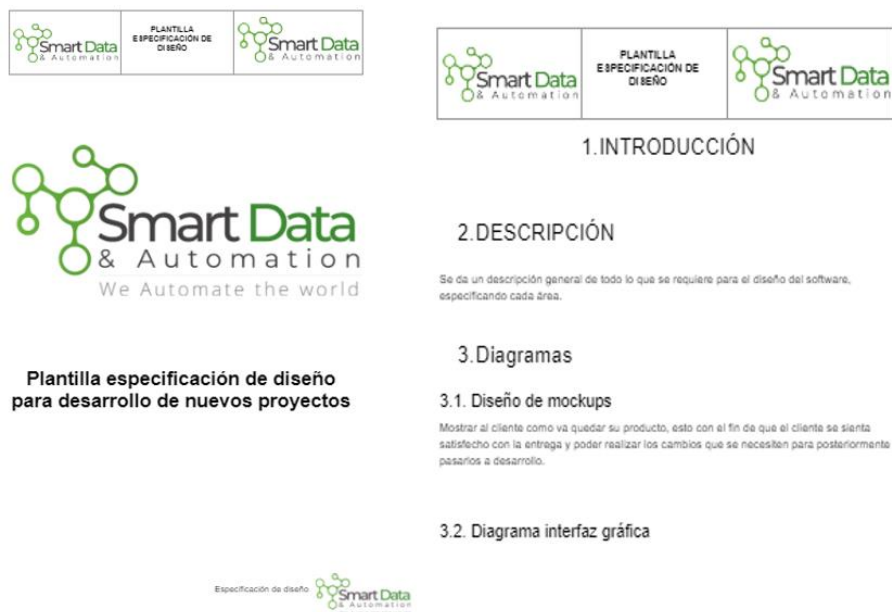 Smart Data
& Automation
PLANTILLA
ESPECIFICACIÓN DE
DISEÑO
Smart Data
& Automation
Smart Data
& Automation
We Automate the world
Plantilla especificación de diseño
para desarrollo de nuevos proyectos
Especificación de diseño
Smart Data
& Automation
Smart Data
& Automation
PLANTILLA
ESPECIFICACIÓN DE
DISEÑO
Smart Data
& Automation
1.INTRODUCCIÓN
2.DESCRIPCIÓN
Se da un descripción general de todo lo que se requiere para el diseño del software,
especificando cada área.
3.Diagramas
3.1. Diseño de mockups
Mostrar al cliente como va quedar su producto, esto con el fin de que el cliente se sienta
satisfecho con la entrega y poder realizar los cambios que se necesiten para posteriormente
pasarlos a desarrollo.
3.2. Diagrama interfaz gráfica